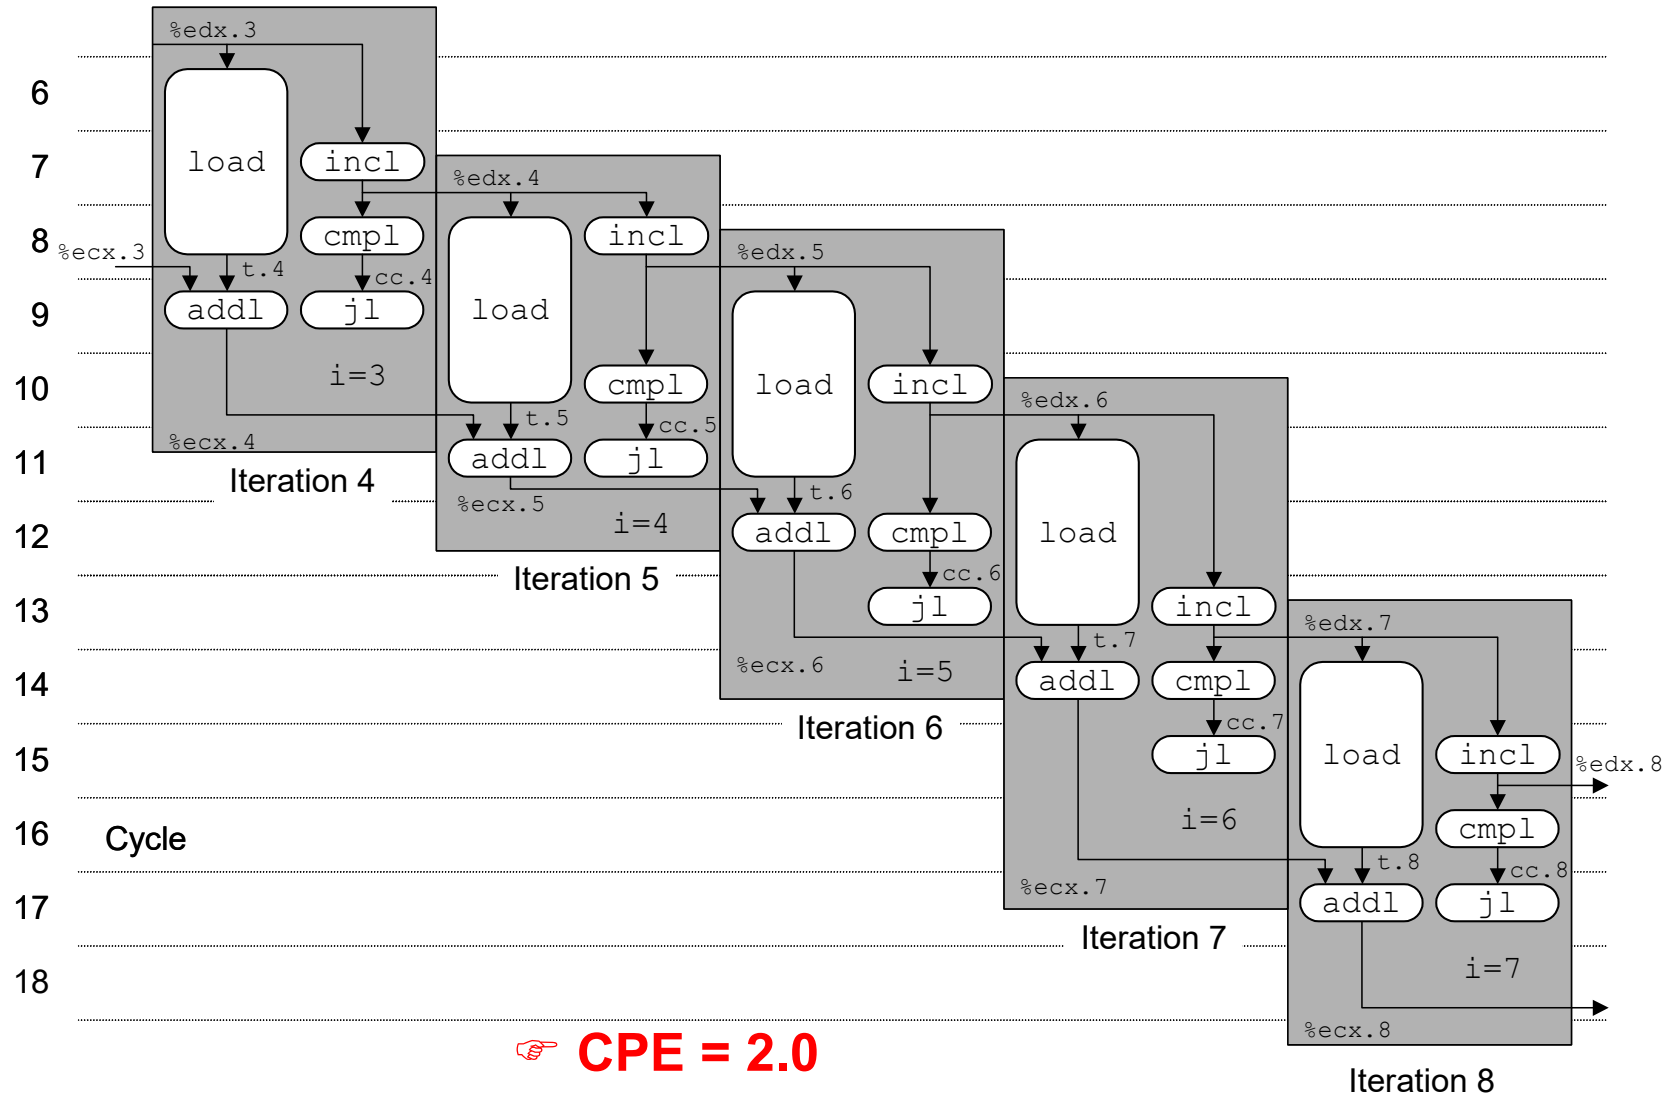 %edx.3
6
load
incl
7
%edx.4
cmpl
incl
8
%ecx.3
t.4
cc.4
%edx.5
addl
jl
load
9
i=3
cmpl
load
incl
10
%edx.6
t.5
cc.5
%ecx.4
addl
jl
11
Iteration 4
%ecx.5
i=4
t.6
addl
cmpl
load
12
Iteration 5
cc.6
jl
incl
13
%edx.7
t.7
%ecx.6
i=5
addl
cmpl
14
Iteration 6
cc.7
jl
load
incl
15
%edx.8
i=6
cmpl
16
Cycle
t.8
cc.8
%ecx.7
addl
jl
17
Iteration 7
i=7
18
%ecx.8
☞ CPE = 2.0
Iteration 8